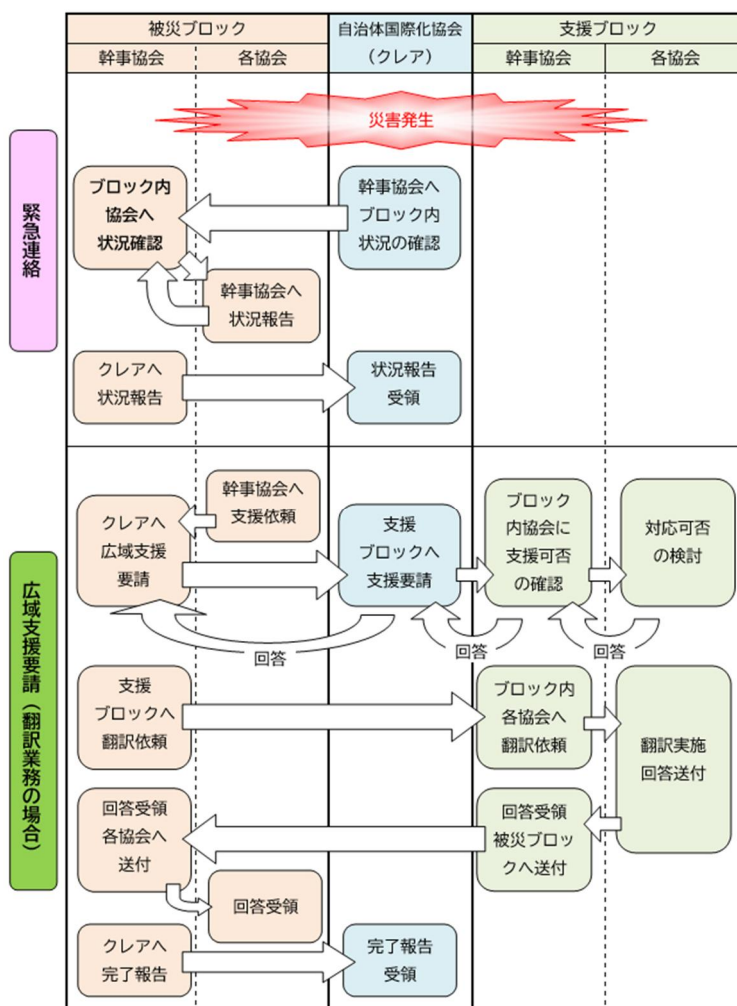 被災ブロック
自治体国際化協会
（クレア）
支援ブロック
幹事協会
各協会
幹事協会
各協会
災害発生
緊急連絡
ブロック内
協会へ
状況確認
幹事協会へ
ブロック内
状況の確認
幹事協会へ
状況報告
クレアへ
状況報告
状況報告
受領
広域支援要請（翻訳業務の場合）
幹事協会へ
支援依頼
クレアへ
広域支援
要請
支援
ブロックへ
支援要請
ブロック
内協会に
支援可否
の確認
対応可否
の検討
回答
回答
回答
支援
ブロックへ
翻訳依頼
ブロック内
各協会へ
翻訳依頼
翻訳実施
回答送付
回答受領
各協会へ
送付
回答受領
被災ブロッ
クへ送付
回答受領
クレアへ
完了報告
完了報告
受領